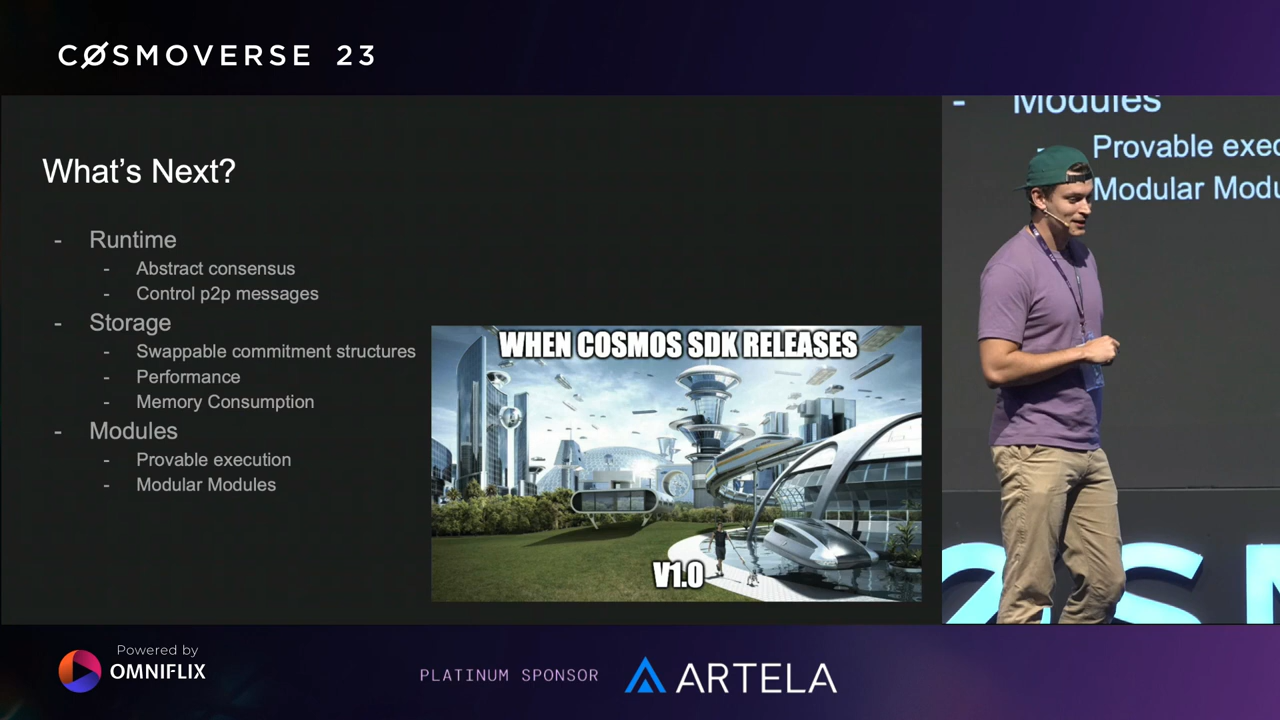 CØSMOVERSE 23
What's Next?
- Runtime
- Abstract consensus
- Control p2p messages
- Storage
- Swappable commitment structures
- Performance
- Memory Consumption
- Modules
- Provable execution
- Modular Modules
WHEN COSMOS SDK RELEASES
V1.0
- Modules
Provable exec
Modular Modu
ØSM
Powered by
OMNIFLIX
PLATINUM SPONSOR
ARTELA